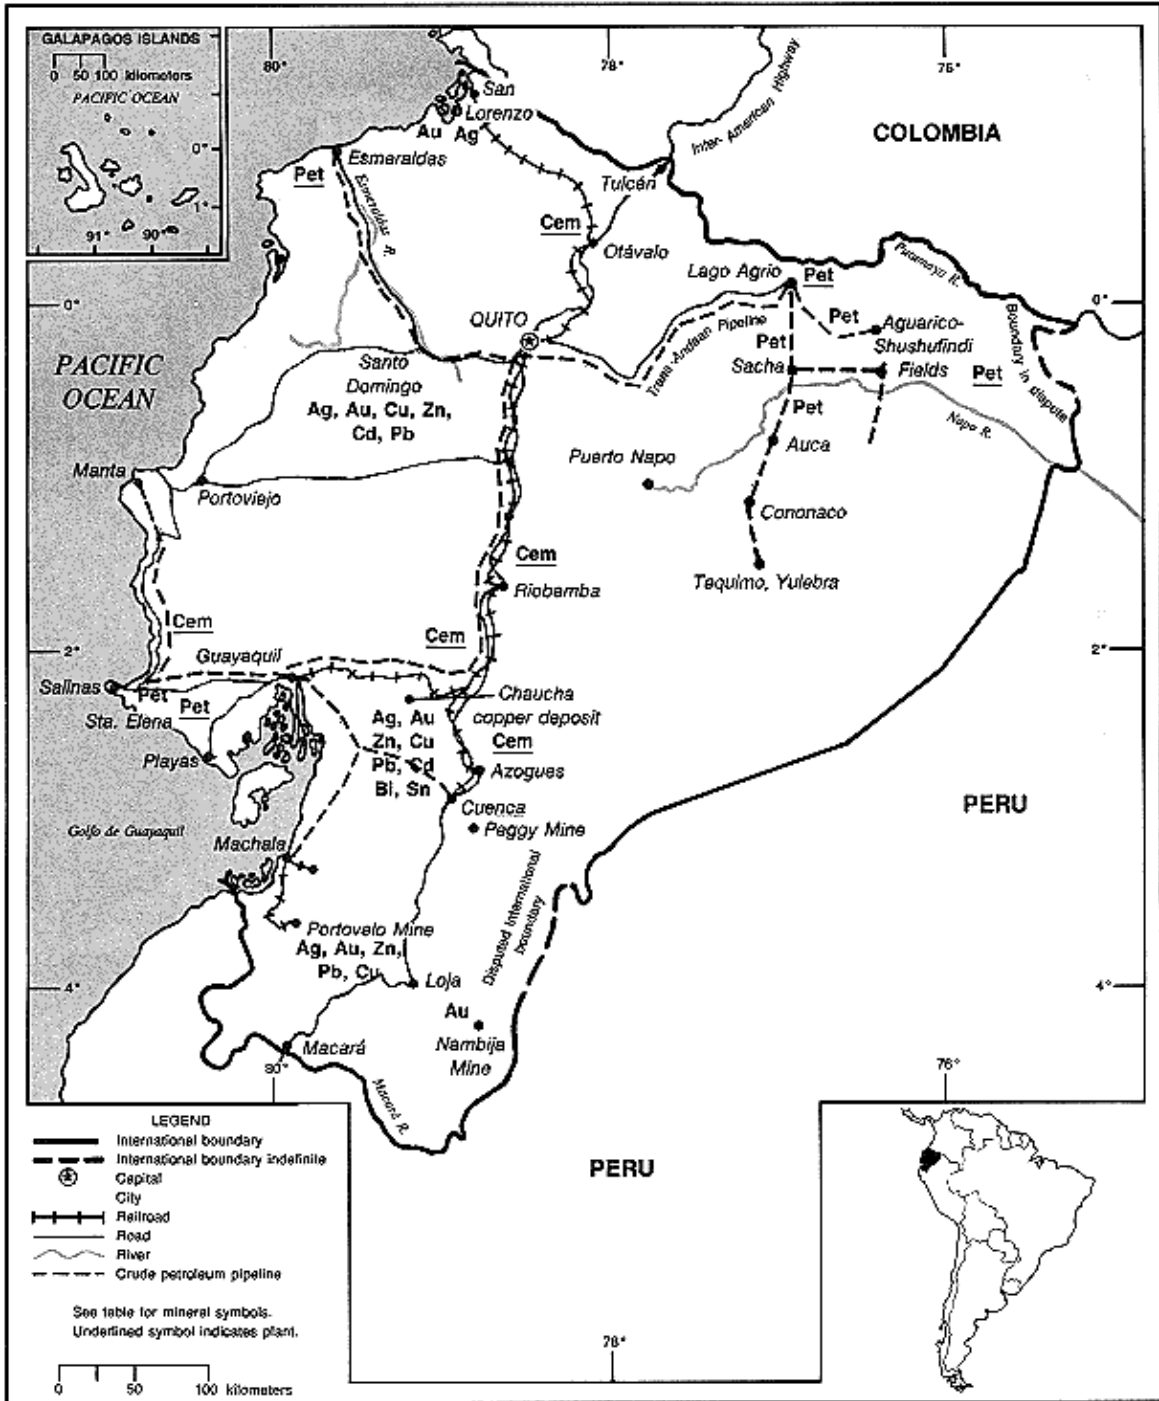 GALAPAGOS ISLANDS
0 50 100 kilometers
PACIFIC OCEAN
0°
1°
91° 90°
80°
78°
76°
San
Lorenzo
Au Ag
Esmeraldas
Pet
Esmeraldas R.
Inter-American Highway
COLOMBIA
Tulcán
Cem
Otávalo
Lago Agrio
Pet
Putumayo R.
0°
0°
QUITO
Trans-Andean Pipeline
Pet
Aguarico-
Shushufindi
Fields
Pet
Sacha
Pet
Boundary in dispute
PACIFIC
OCEAN
Santo
Domingo
Ag, Au, Cu, Zn,
Cd, Pb
Pet
Napo R.
Auca
Manta
Portoviejo
Puerto Napo
Cononaco
Cem
Riobamba
Tequimo, Yulebra
Cem
Cem
2°
2°
Guayaquil
Salinas
Pet
Pet
Sta. Elena
Chaucha
copper deposit
Ag, Au
Zn, Cu
Pb, Cd
Bi, Sn
Cem
Playas
Azogues
Cuenca
Peggy Mine
PERU
Golfo de Guayaquil
Machala
Disputed International
boundary
Portovelo Mine
Ag, Au, Zn,
Pb, Cu
Loja
4°
4°
Au
Nambija
Mine
Macará
80°
76°
Macará R.
LEGEND
International boundary
International boundary indefinite
Capital
City
Railroad
Road
River
Crude petroleum pipeline
See table for mineral symbols.
Underlined symbol indicates plant.
0 50 100 kilometers
PERU
78°